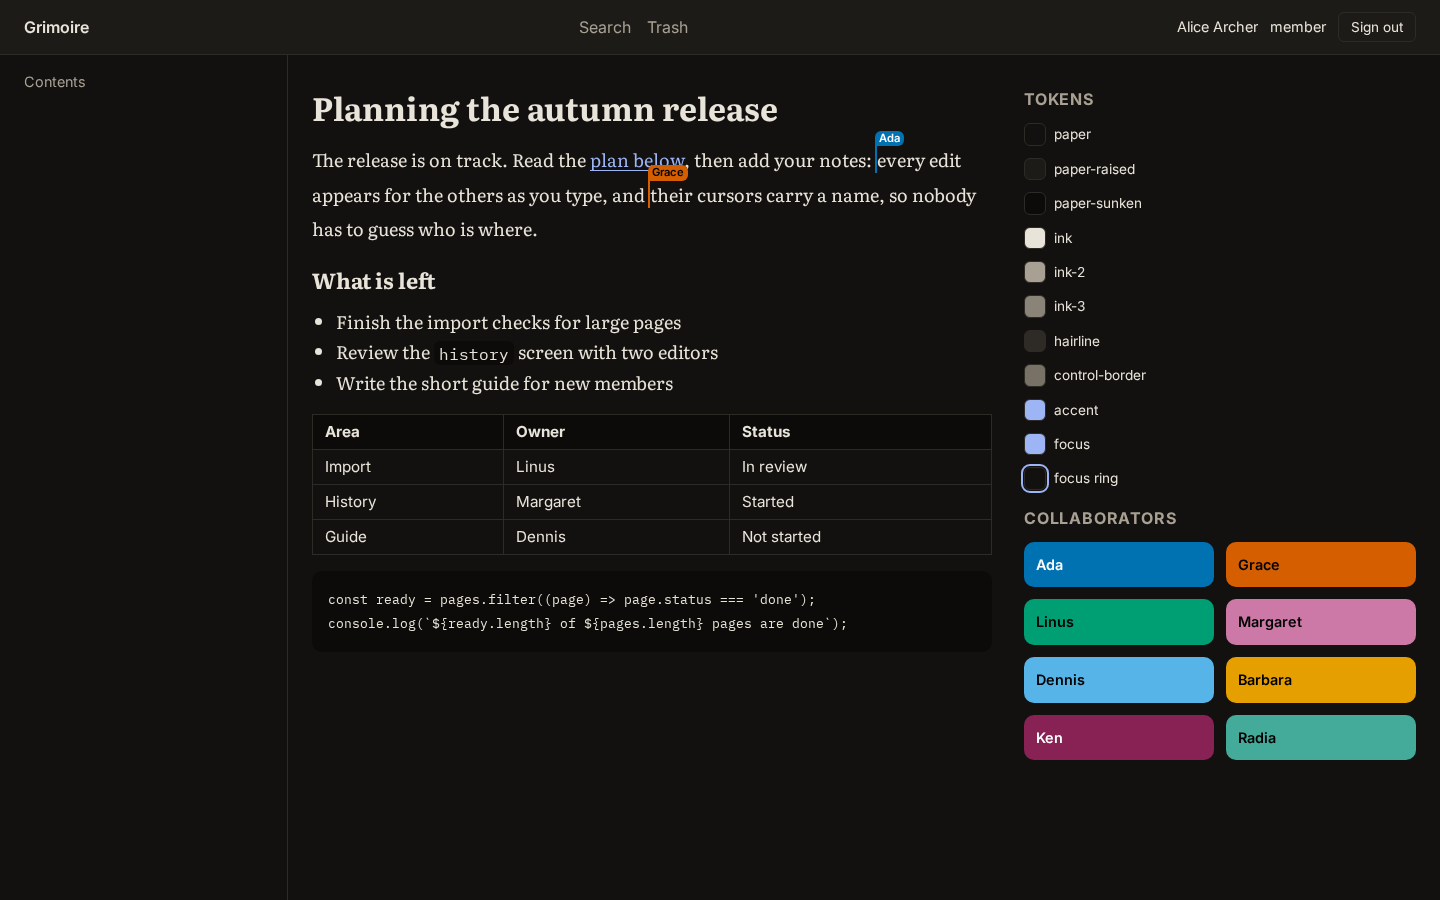 Grimoire
Search Trash
Alice Archer member Sign out
Contents
Planning the autumn release
Ada
The release is on track. Read the plan below, then add your notes: every edit
Grace
appears for the others as you type, and their cursors carry a name, so nobody
has to guess who is where.
What is left
Finish the import checks for large pages
Review the history screen with two editors
Write the short guide for new members
Area Owner Status
Import Linus In review
History Margaret Started
Guide Dennis Not started
const ready = pages.filter((page) => page.status === 'done');
console.log(`${ready.length} of ${pages.length} pages are done`);
TOKENS
paper
paper-raised
paper-sunken
ink
ink-2
ink-3
hairline
control-border
accent
focus
focus ring
COLLABORATORS
Ada Grace
Linus Margaret
Dennis Barbara
Ken Radia